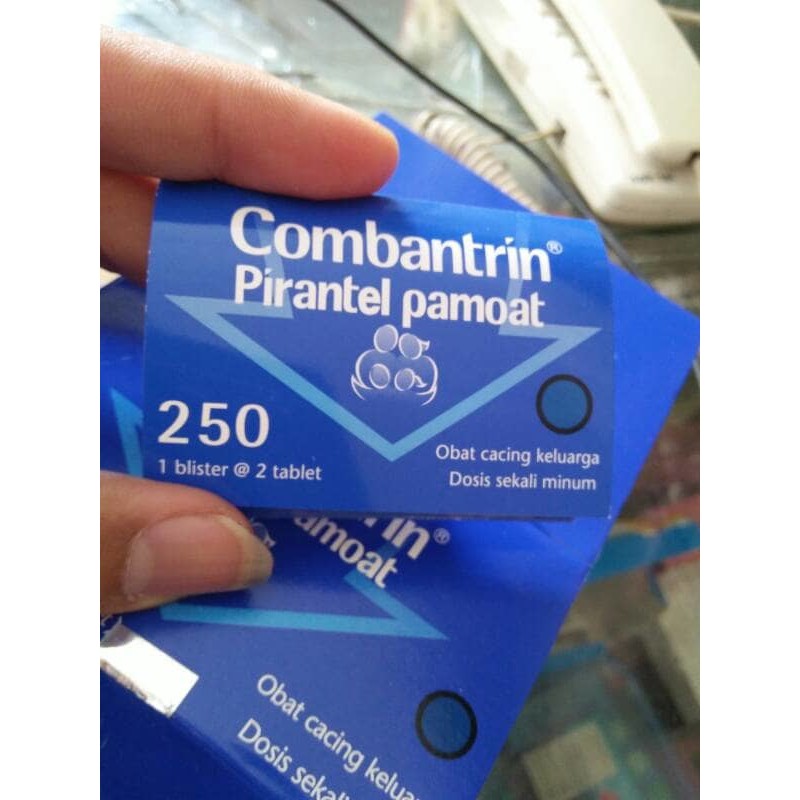 Combantrin®
Pirantel pamoat
250
1 blister @ 2 tablet
Obat cacing keluarga
Dosis sekali minum
rin®
amoat
Obat cacing kelua
Dosis sekal